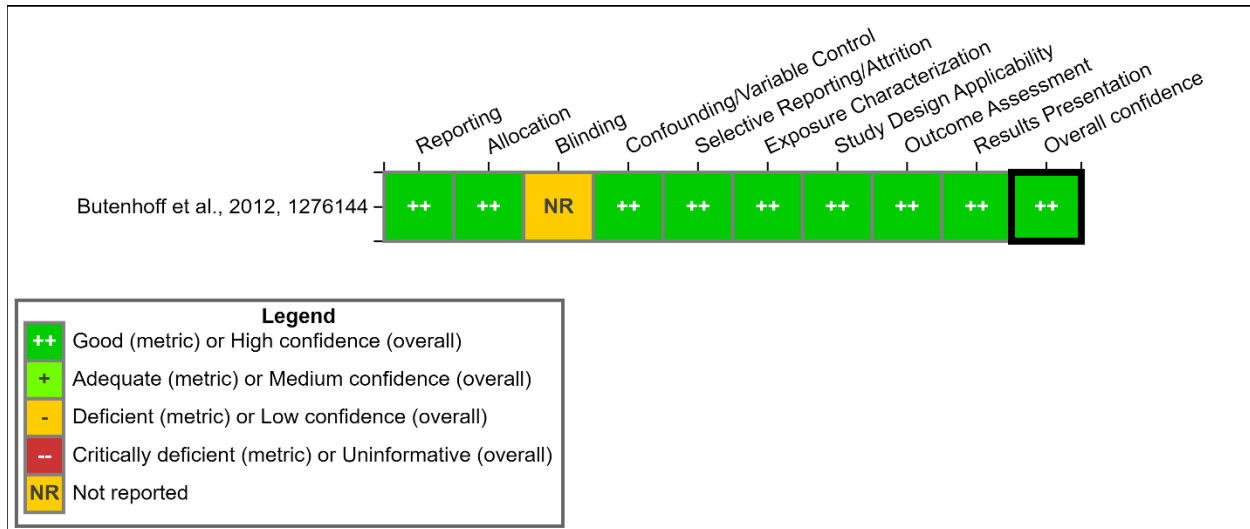 Reporting
Allocation
Blinding
Confounding/Variable Control
Selective Reporting/Attrition
Exposure Characterization
Study Design Applicability
Outcome Assessment
Results Presentation
Overall confidence
Butenhoff et al., 2012, 1276144 ++ ++ NR ++ ++ ++ ++ ++ ++ ++
Legend
++ Good (metric) or High confidence (overall)
+ Adequate (metric) or Medium confidence (overall)
- Deficient (metric) or Low confidence (overall)
-- Critically deficient (metric) or Uninformative (overall)
NR Not reported